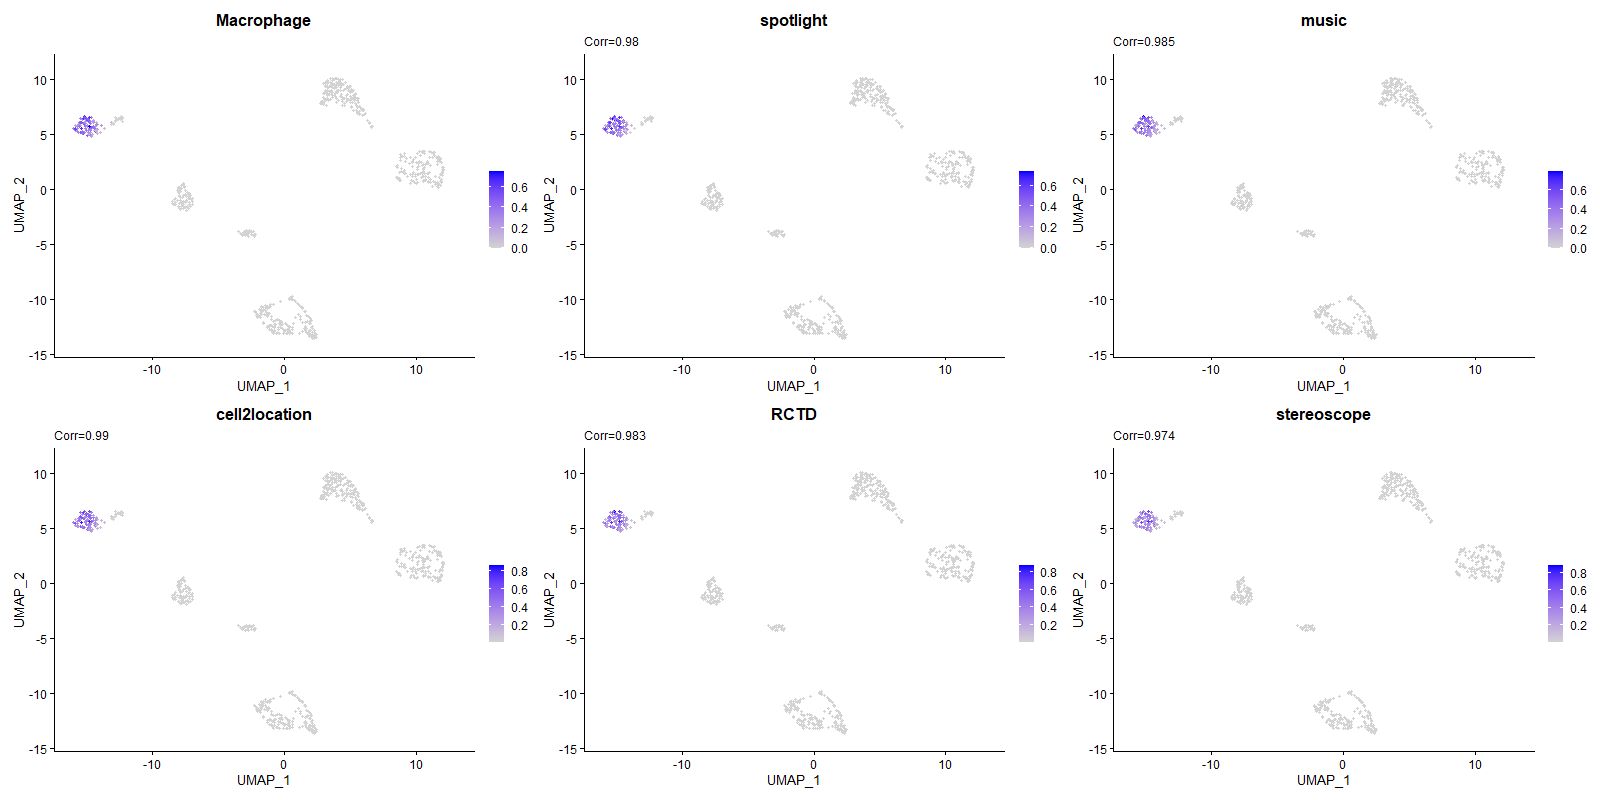 Macrophage
10
5
0
-5
-10
-15
UMAP_2
-10 0 10
UMAP_1
0.6
0.4
0.2
0.0
spotlight
Corr=0.98
10
5
0
-5
-10
-15
UMAP_2
-10 0 10
UMAP_1
0.6
0.4
0.2
0.0
music
Corr=0.985
10
5
0
-5
-10
-15
UMAP_2
-10 0 10
UMAP_1
0.6
0.4
0.2
0.0
cell2location
Corr=0.99
10
5
0
-5
-10
-15
UMAP_2
-10 0 10
UMAP_1
0.8
0.6
0.4
0.2
RCTD
Corr=0.983
10
5
0
-5
-10
-15
UMAP_2
-10 0 10
UMAP_1
0.8
0.6
0.4
0.2
stereoscope
Corr=0.974
10
5
0
-5
-10
-15
UMAP_2
-10 0 10
UMAP_1
0.8
0.6
0.4
0.2